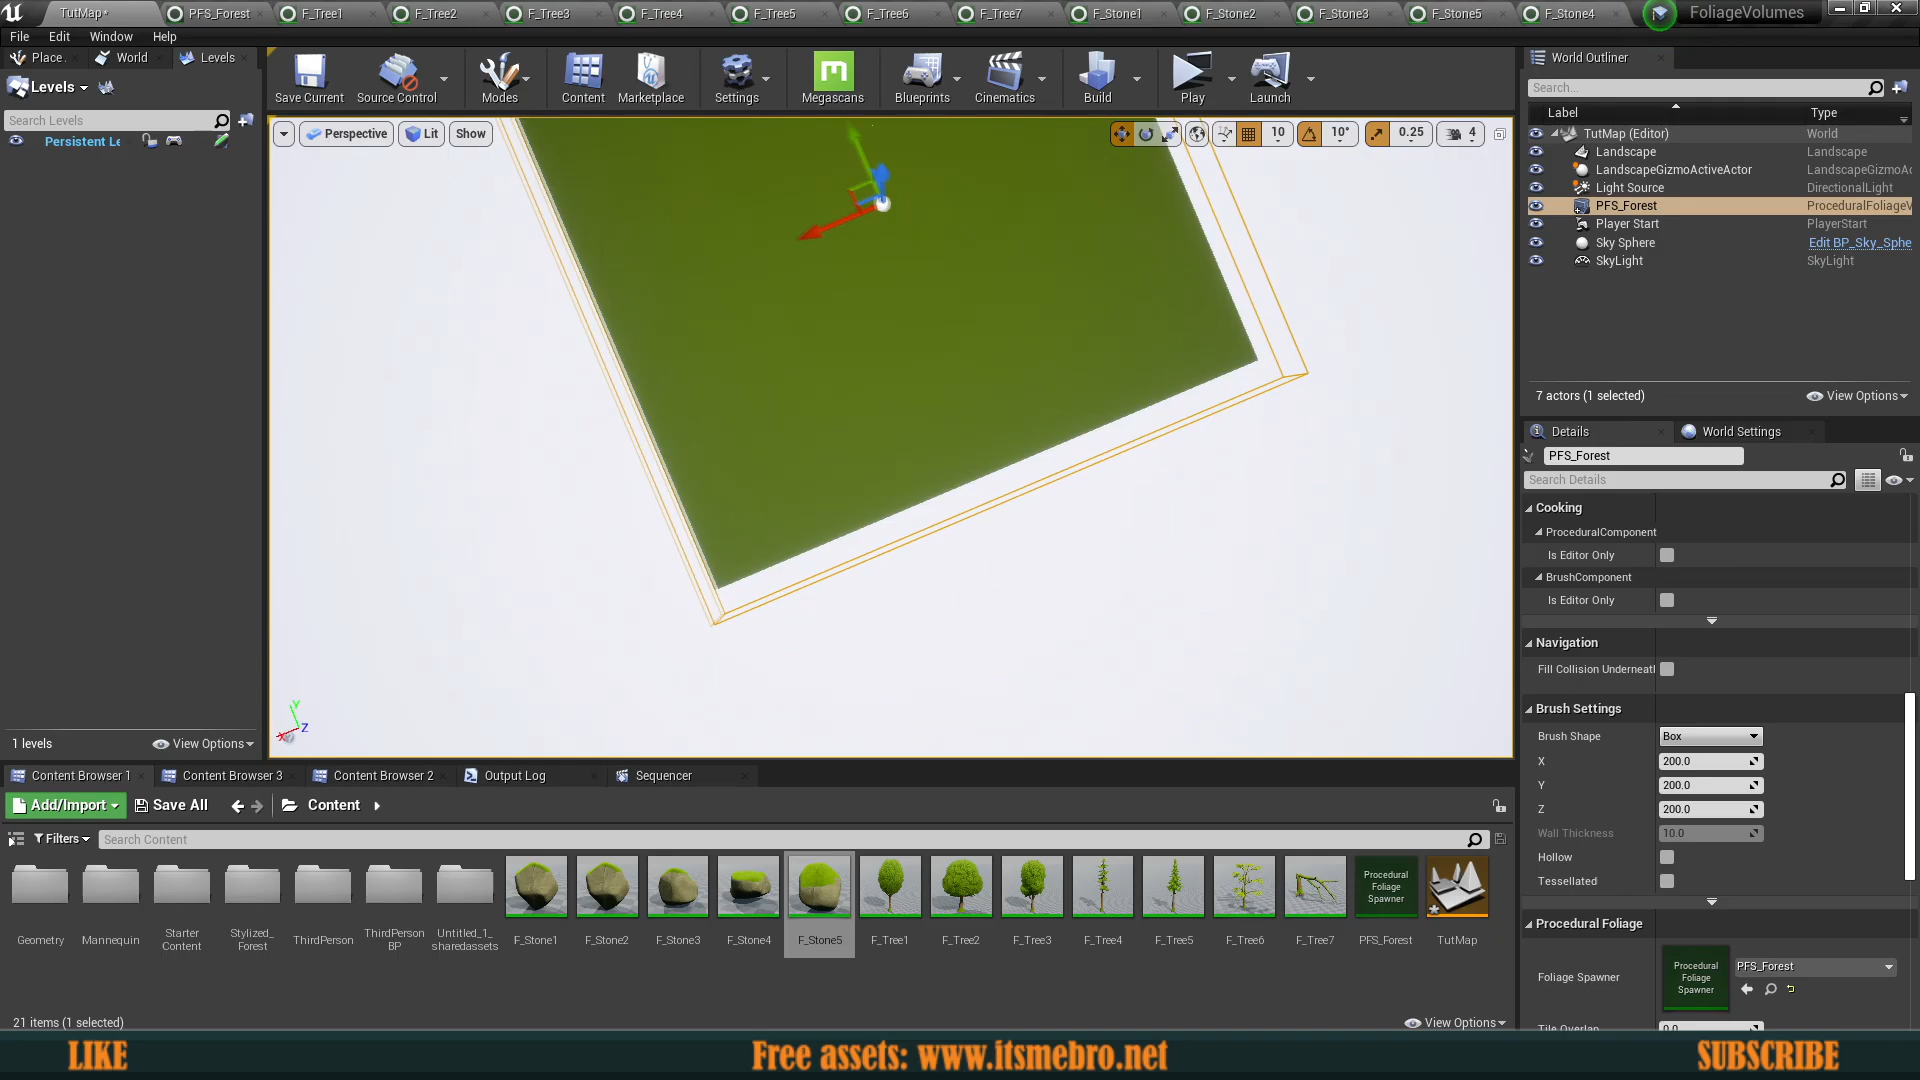 TutMap*
PFS_Forest
F_Tree1
F_Tree2
F_Tree3
F_Tree4
F_Tree5
F_Tree6
F_Tree7
F_Stone1
F_Stone2
F_Stone3
F_Stone5
F_Stone4
FoliageVolumes
File Edit Window Help
Place
World
Levels
Levels
Search Levels
Persistent Le
1 levels
View Options
Save Current
Source Control
Modes
Content
Marketplace
Settings
Megascans
Blueprints
Cinematics
Build
Play
Launch
Perspective
Lit
Show
10
10°
0.25
4
Y
Z
X
World Outliner
Search...
Label Type
TutMap (Editor) World
Landscape Landscape
LandscapeGizmoActiveActor LandscapeGizmoAc
Light Source DirectionalLight
PFS_Forest ProceduralFoliageV
Player Start PlayerStart
Sky Sphere Edit BP_Sky_Sphe
SkyLight SkyLight
7 actors (1 selected)
View Options
Details
World Settings
PFS_Forest
Search Details
Cooking
ProceduralComponent
Is Editor Only
BrushComponent
Is Editor Only
Navigation
Fill Collision Underneatl
Brush Settings
Brush Shape Box
X 200.0
Y 200.0
Z 200.0
Wall Thickness 10.0
Hollow
Tessellated
Procedural Foliage
Foliage Spawner
Procedural
Foliage
Spawner
PFS_Forest
Tile Overlap 0.0
Content Browser 1
Content Browser 3
Content Browser 2
Output Log
Sequencer
Add/Import
Save All
Content
Filters
Search Content
Geometry
Mannequin
Starter
Content
Stylized_
Forest
ThirdPerson
ThirdPerson
BP
Untitled_1_
sharedassets
F_Stone1
F_Stone2
F_Stone3
F_Stone4
F_Stone5
F_Tree1
F_Tree2
F_Tree3
F_Tree4
F_Tree5
F_Tree6
F_Tree7
Procedural
Foliage
Spawner
PFS_Forest
TutMap
21 items (1 selected)
View Options
LIKE
Free assets: www.itsmebro.net
SUBSCRIBE